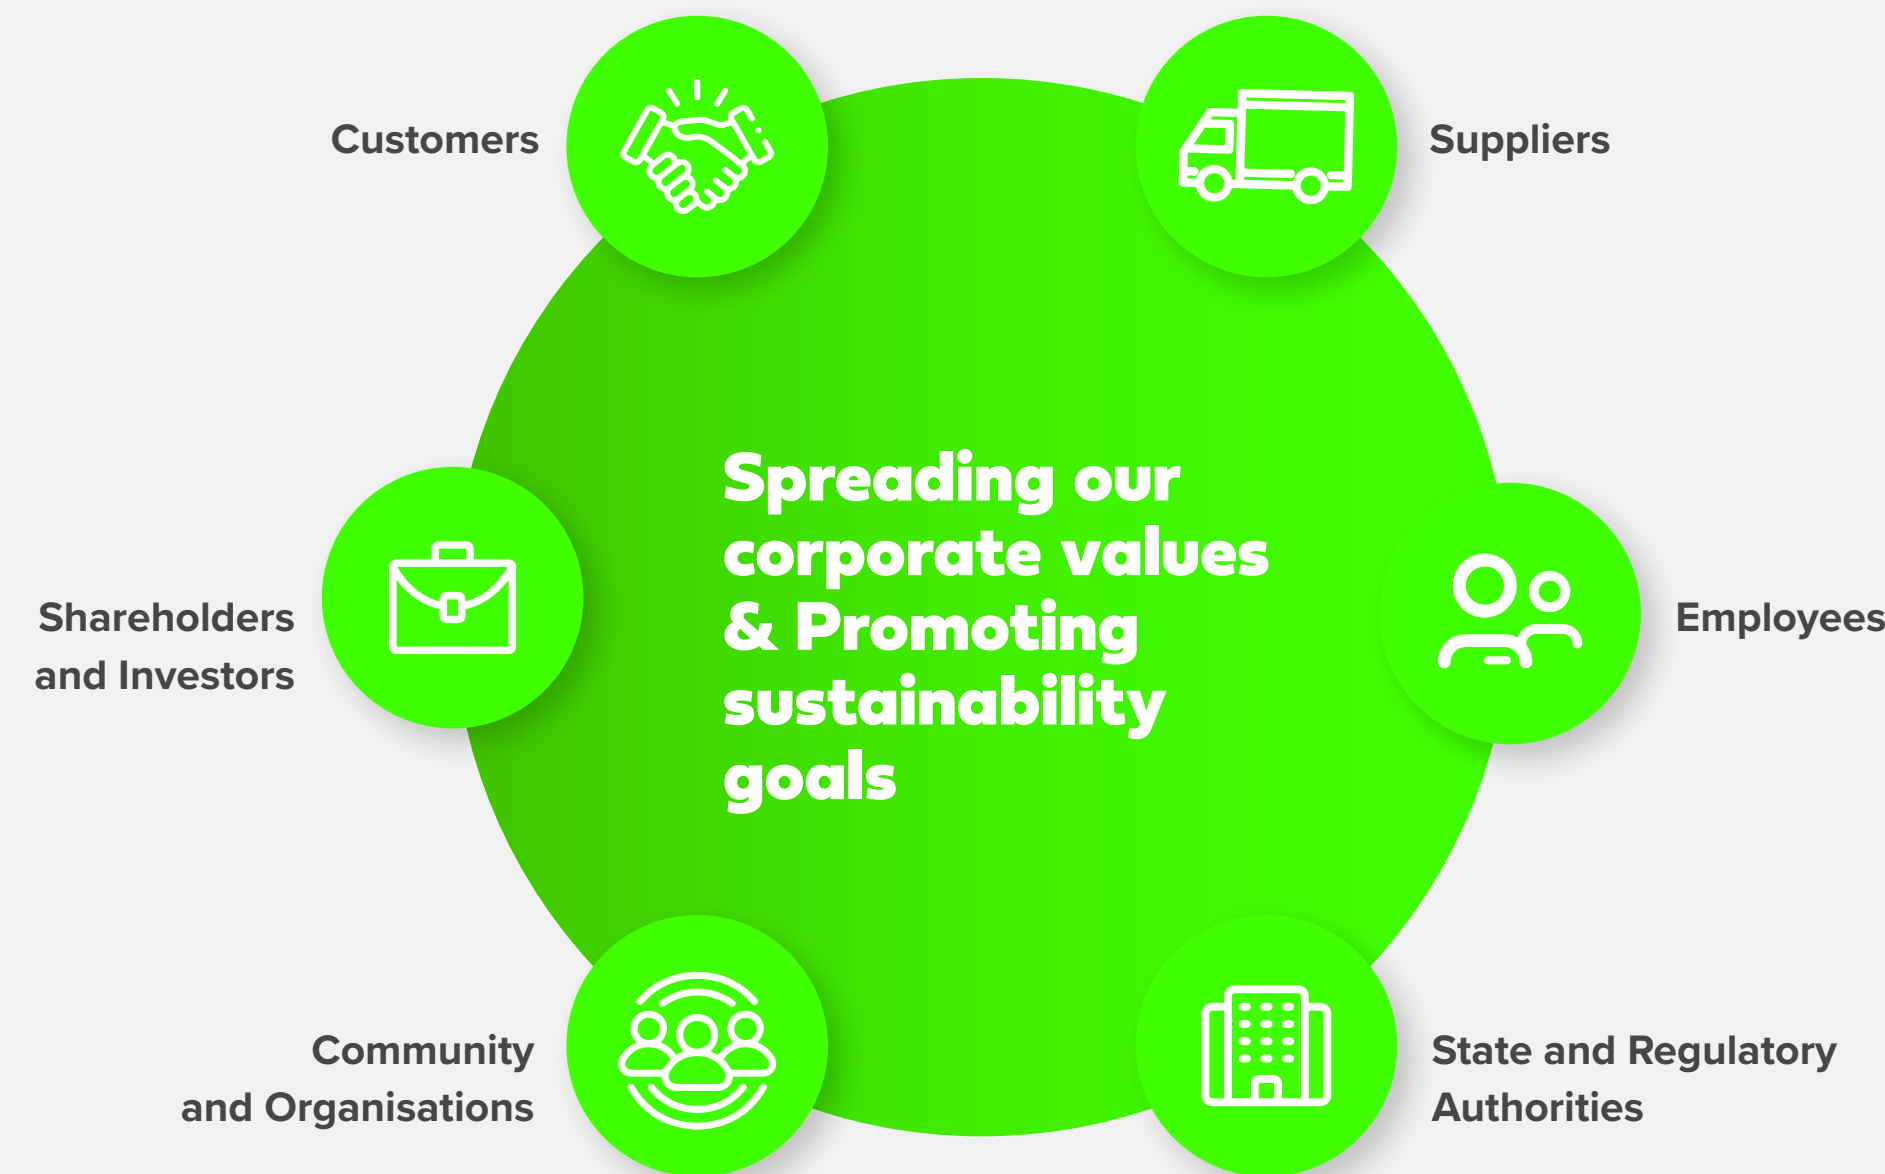 Customers
Suppliers
Spreading our
corporate values
& Promoting
sustainability
goals
Shareholders
and Investors
Employees
Community
and Organisations
State and Regulatory
Authorities